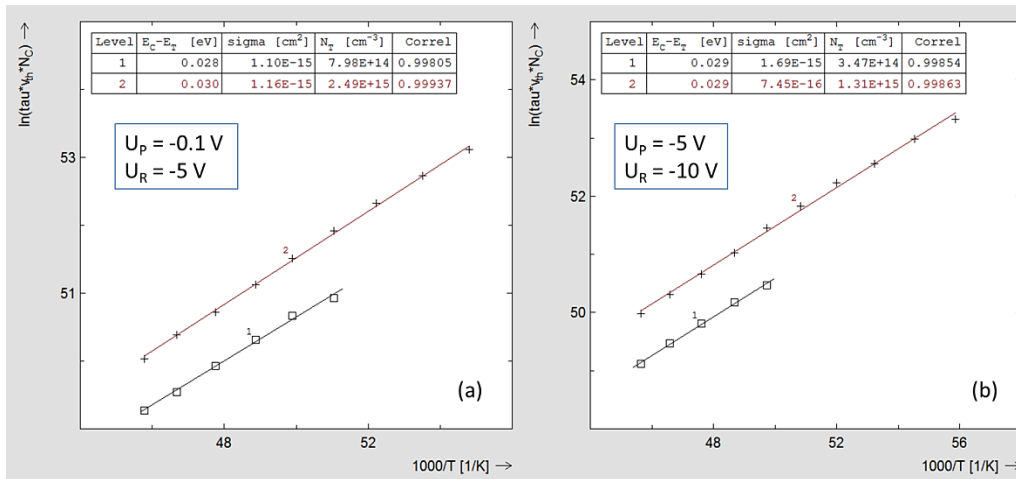 ln(tau*v_th*N_C) →
Level E_C-E_T [eV] sigma [cm²] N_T [cm⁻³] Correl
1 0.028 1.10E-15 7.98E+14 0.99805
2 0.030 1.16E-15 2.49E+15 0.99937
U_P = -0.1 V
U_R = -5 V
53
51
2
1
(a)
48 52
1000/T [1/K] →
ln(tau*v_th*N_C) →
Level E_C-E_T [eV] sigma [cm²] N_T [cm⁻³] Correl
1 0.029 1.69E-15 3.47E+14 0.99854
2 0.029 7.45E-16 1.31E+15 0.99863
U_P = -5 V
U_R = -10 V
54
52
50
2
1
(b)
48 52 56
1000/T [1/K] →